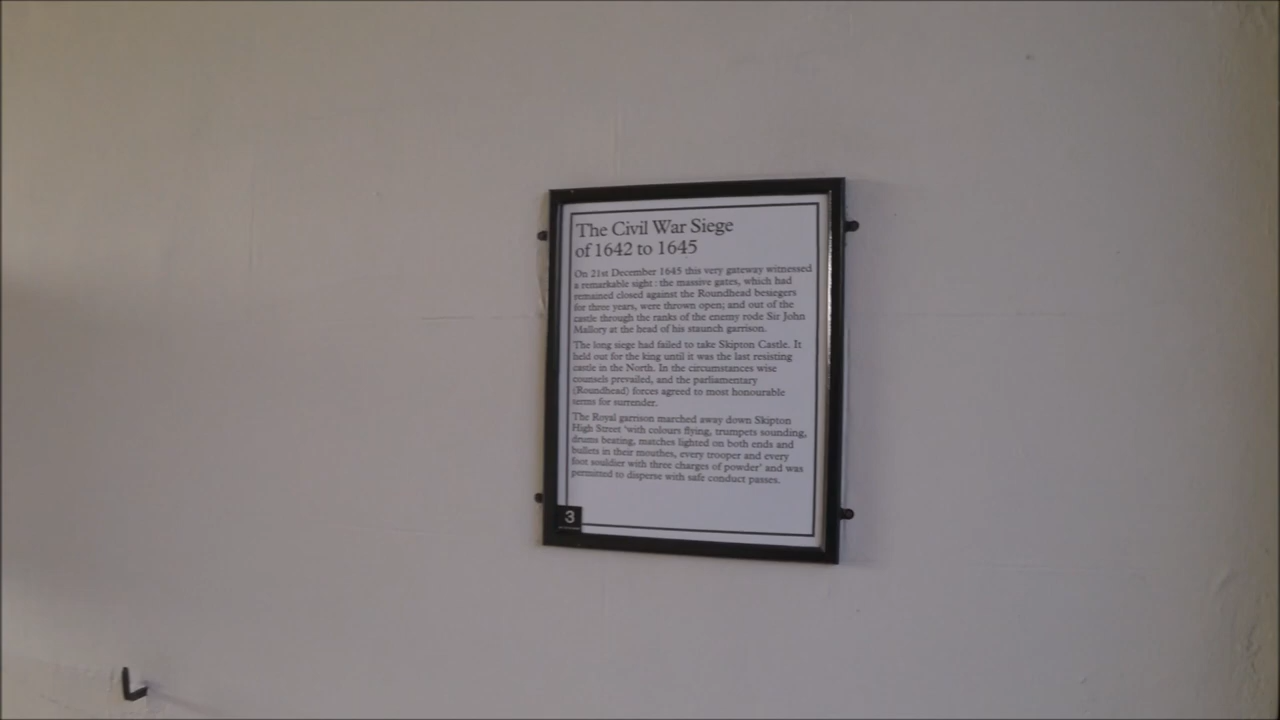 The Civil War Siege
of 1642 to 1645
On 21st December 1645 this very gateway witnessed
a remarkable sight : the massive gates, which had
remained closed against the Roundhead besiegers
for three years, were thrown open; and out of the
castle through the ranks of the enemy rode Sir John
Mallory at the head of his staunch garrison.
The long siege had failed to take Skipton Castle. It
held out for the king until it was the last resisting
castle in the North. In the circumstances wise
counsels prevailed, and the parliamentary
(Roundhead) forces agreed to most honourable
terms for surrender.
The Royal garrison marched away down Skipton
High Street ‘with colours flying, trumpets sounding,
drums beating, matches lighted on both ends and
bullets in their mouthes, every trooper and every
foot souldier with three charges of powder’ and was
permitted to disperse with safe conduct passes.
3